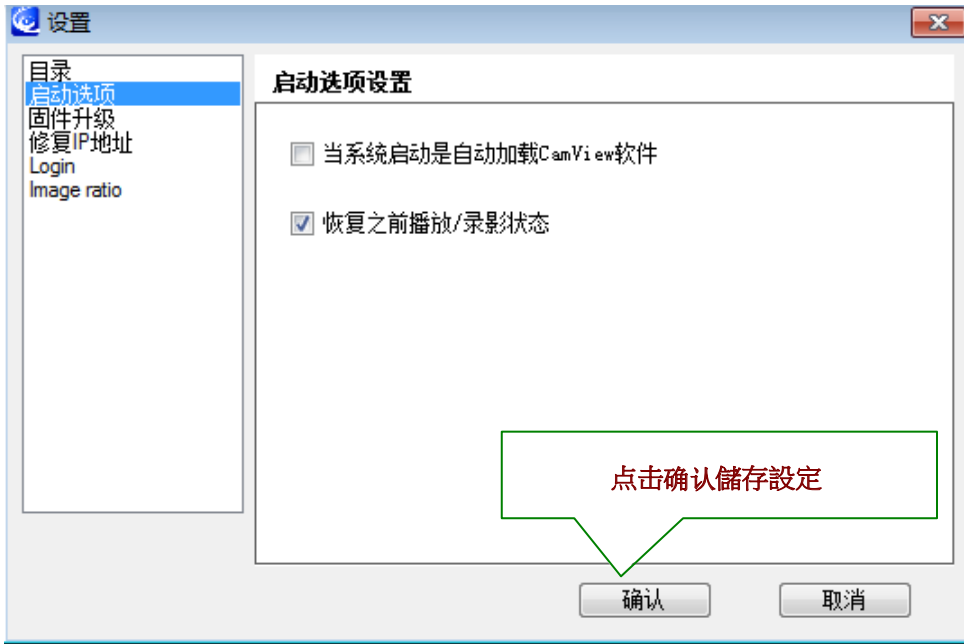 设置
目录
启动选项
固件升级
修复IP地址
Login
Image ratio
启动选项设置
当系统启动是自动加载CamView软件
恢复之前播放/录影状态
点击确认儲存設定
确认
取消